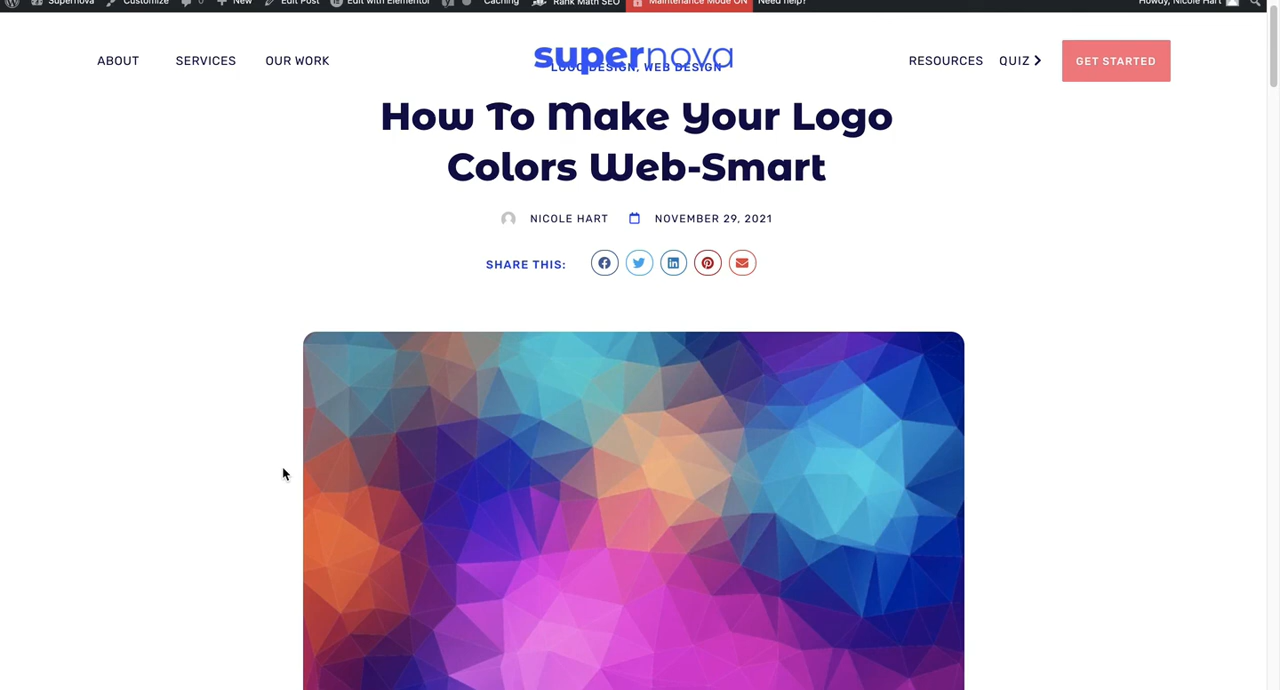 Supernova Customize 0 New Edit Post Edit with Elementor Caching Rank Math SEO Maintenance Mode ON Need help? Howdy, Nicole Hart
ABOUT SERVICES OUR WORK supernova RESOURCES QUIZ GET STARTED
LOGO DESIGN, WEB DESIGN
How To Make Your Logo
Colors Web-Smart
NICOLE HART NOVEMBER 29, 2021
SHARE THIS: